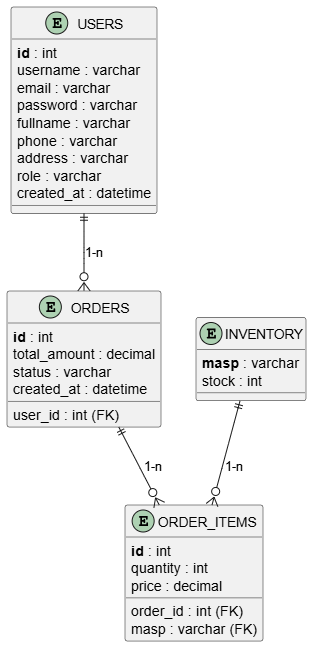 E USERS
id : int
username : varchar
email : varchar
password : varchar
fullname : varchar
phone : varchar
address : varchar
role : varchar
created_at : datetime
1-n
E ORDERS
id : int
total_amount : decimal
status : varchar
created_at : datetime
user_id : int (FK)
E INVENTORY
masp : varchar
stock : int
1-n
1-n
E ORDER_ITEMS
id : int
quantity : int
price : decimal
order_id : int (FK)
masp : varchar (FK)